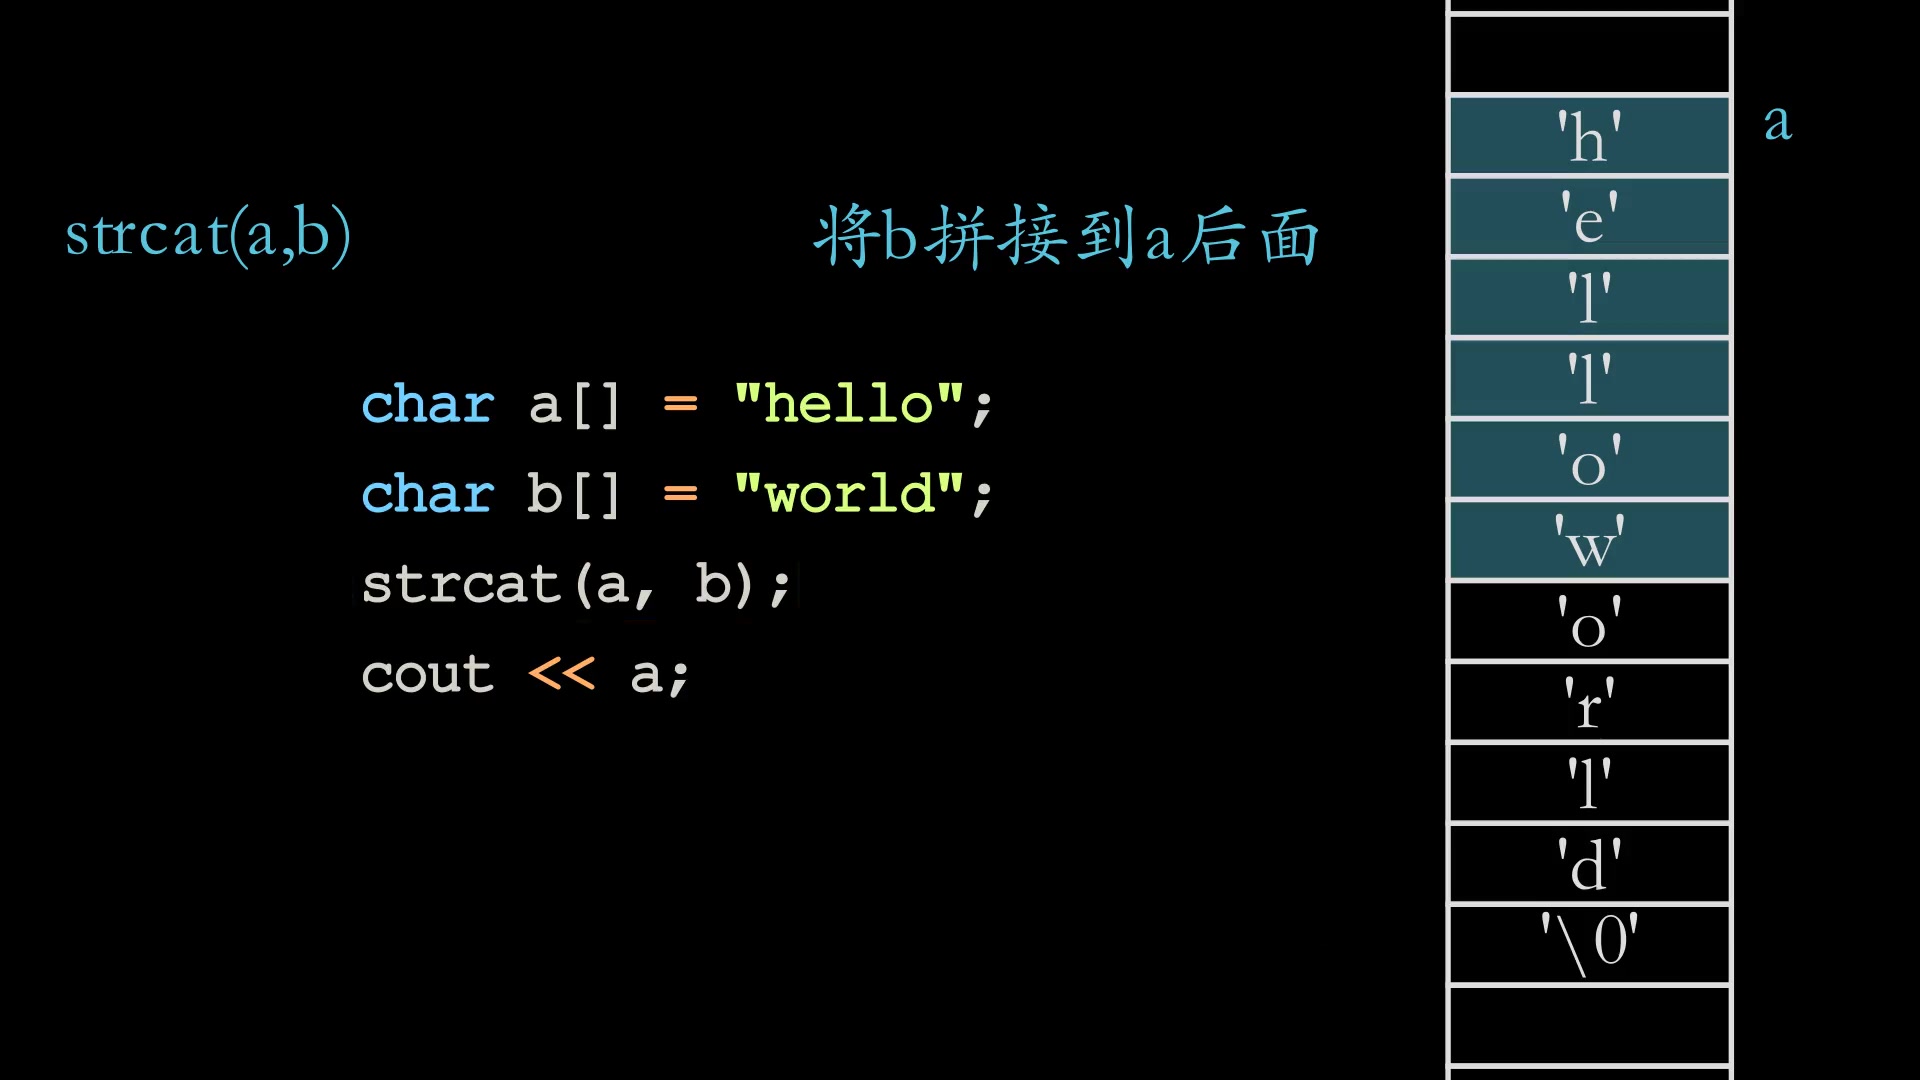 strcat(a,b)
将b拼接到a后面
char a[] = "hello";
char b[] = "world";
strcat(a, b);
cout << a;
a
'h'
'e'
'l'
'l'
'o'
'w'
'o'
'r'
'l'
'd'
'\0'